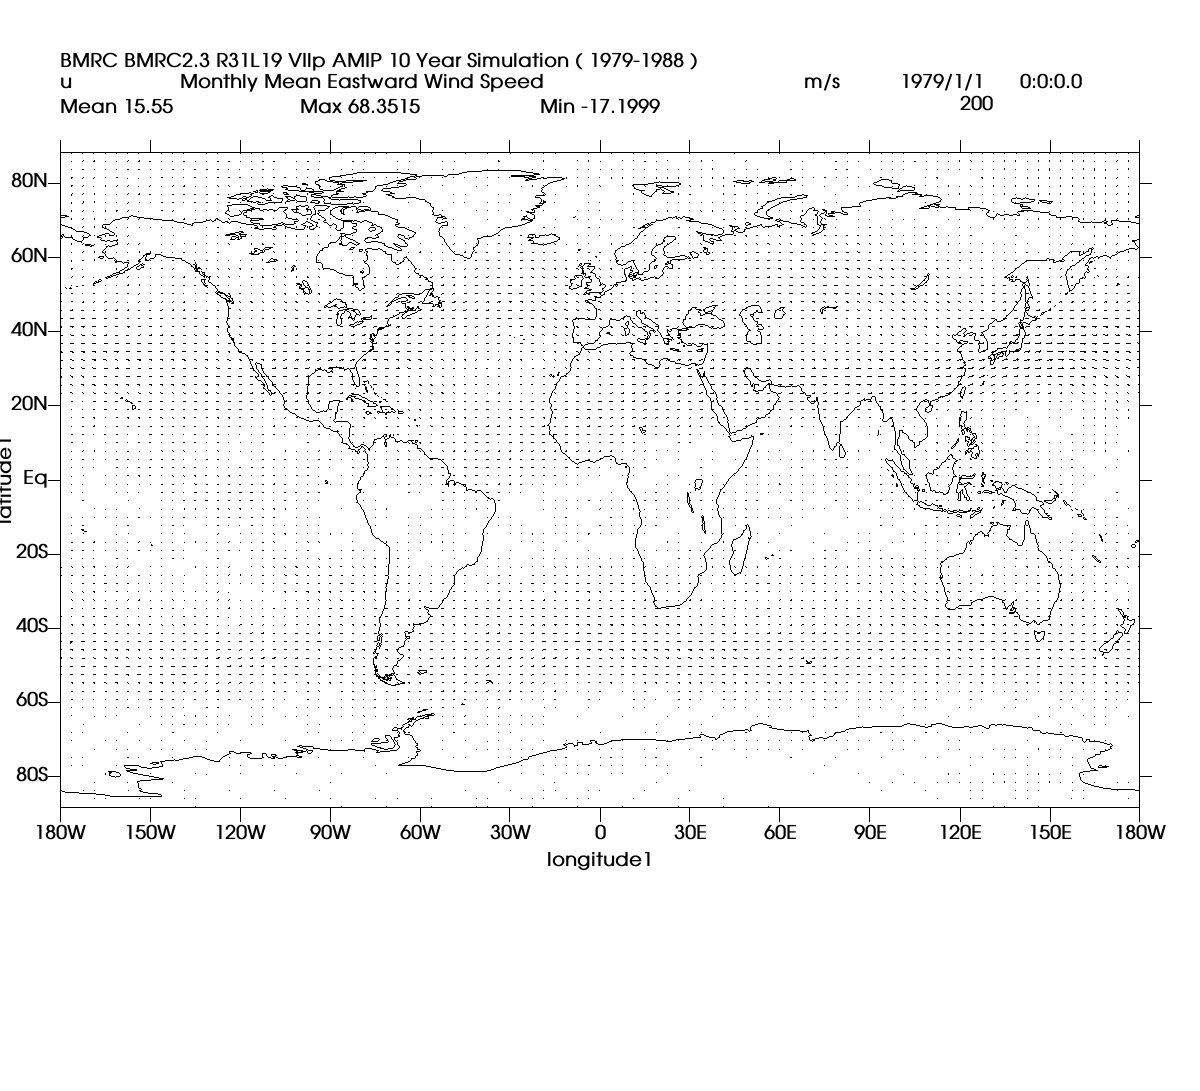 BMRC BMRC2.3 R31L19 VIIp AMIP 10 Year Simulation ( 1979-1988 )
u Monthly Mean Eastward Wind Speed m/s 1979/1/1 0:0:0.0
Mean 15.55 Max 68.3515 Min -17.1999 200
80N
60N
40N
20N
Eq
20S
40S
60S
80S
latitude1
180W 150W 120W 90W 60W 30W 0 30E 60E 90E 120E 150E 180W
longitude1